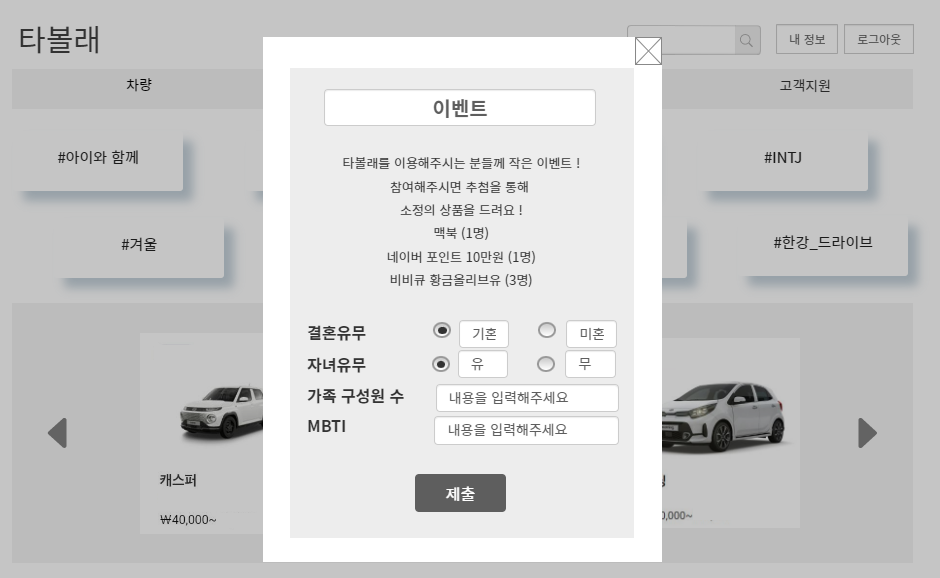 타볼래
내 정보
로그아웃
차량
고객지원
#아이와 함께
#INTJ
#겨울
#한강_드라이브
이벤트
타볼래를 이용해주시는 분들께 작은 이벤트 !
참여해주시면 추첨을 통해
소정의 상품을 드려요 !
맥북 (1명)
네이버 포인트 10만원 (1명)
비비큐 황금올리브유 (3명)
결혼유무 기혼 미혼
자녀유무 유 무
가족 구성원 수 내용을 입력해주세요
MBTI 내용을 입력해주세요
제출
캐스퍼
₩40,000~
0,000~